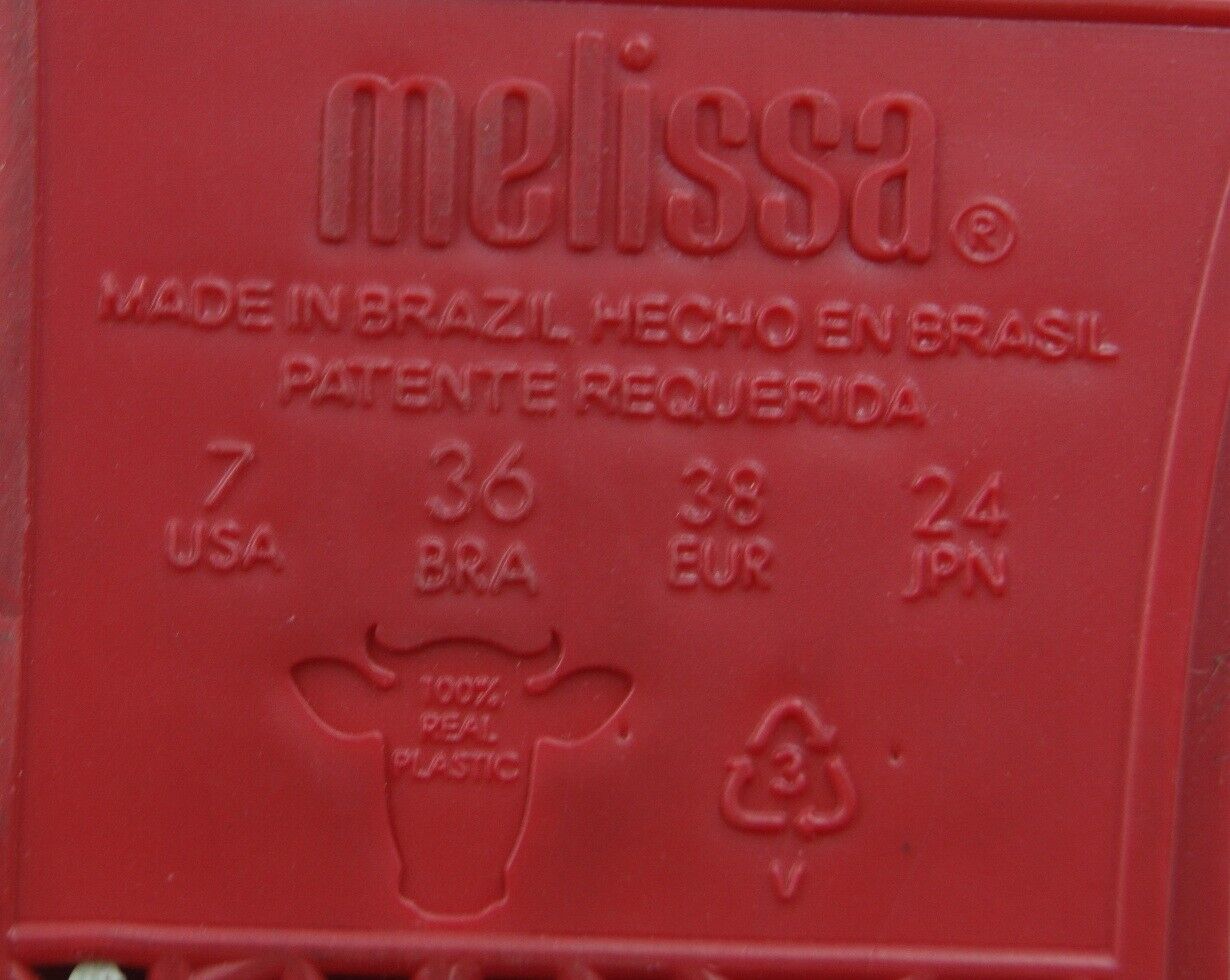 melissa®
MADE IN BRAZIL HECHO EN BRASIL
PATENTE REQUERIDA
7 36 38 24
USA BRA EUR JPN
100%
REAL
PLASTIC
3
V